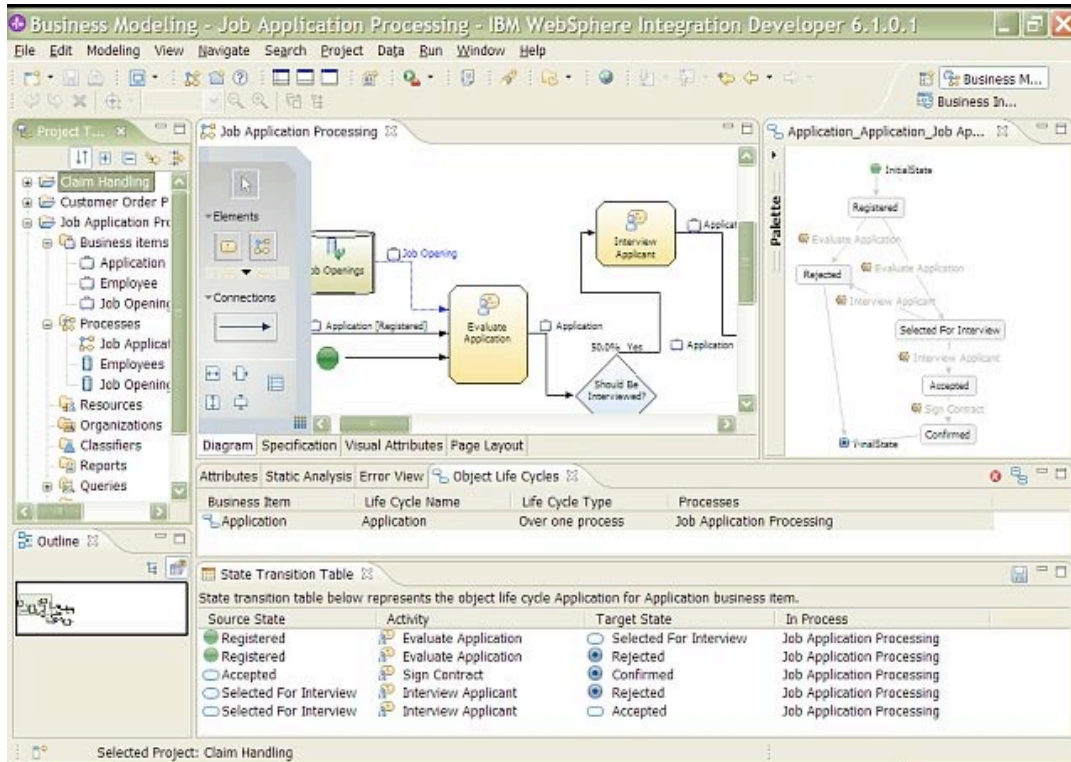 Business Modeling - Job Application Processing - IBM WebSphere Integration Developer 6.1.0.1
File Edit Modeling View Navigate Search Project Data Run Window Help
Business M...
Business In...
Project T...
Claim Handling
Customer Order P
Job Application Pro
Business items
Application
Employee
Job Opening
Processes
Job Applicat
Employees
Job Opening
Resources
Organizations
Classifiers
Reports
Queries
Job Application Processing
Elements
Connections
Job Openings
Job Opening
Application [Registered]
Evaluate
Application
Application
Interview
Applicant
Applicat
50.0% Yes
Application
Should Be
Interviewed?
Diagram Specification Visual Attributes Page Layout
Application_Application_Job Ap...
Palette
InitialState
Registered
Evaluate Application
Rejected
Evaluate Application
Interview Applicant
Selected For Interview
Interview Applicant
Accepted
Sign Contract
Confirmed
FinalState
Attributes Static Analysis Error View Object Life Cycles
Business Item Life Cycle Name Life Cycle Type Processes
Application Application Over one process Job Application Processing
Outline
State Transition Table
State transition table below represents the object life cycle Application for Application business item.
Source State Activity Target State In Process
Registered Evaluate Application Selected For Interview Job Application Processing
Registered Evaluate Application Rejected Job Application Processing
Accepted Sign Contract Confirmed Job Application Processing
Selected For Interview Interview Applicant Rejected Job Application Processing
Selected For Interview Interview Applicant Accepted Job Application Processing
Selected Project: Claim Handling